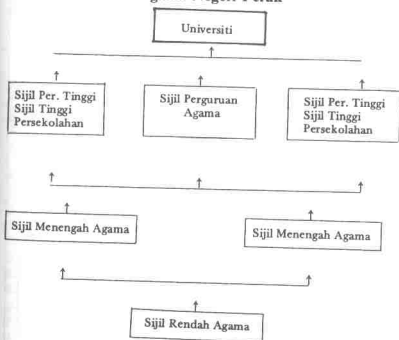 Universiti
Sijil Per. Tinggi
Sijil Tinggi
Persekolahan
Sijil Perguruan
Agama
Sijil Per. Tinggi
Sijil Tinggi
Persekolahan
Sijil Menengah Agama
Sijil Menengah Agama
Sijil Rendah Agama